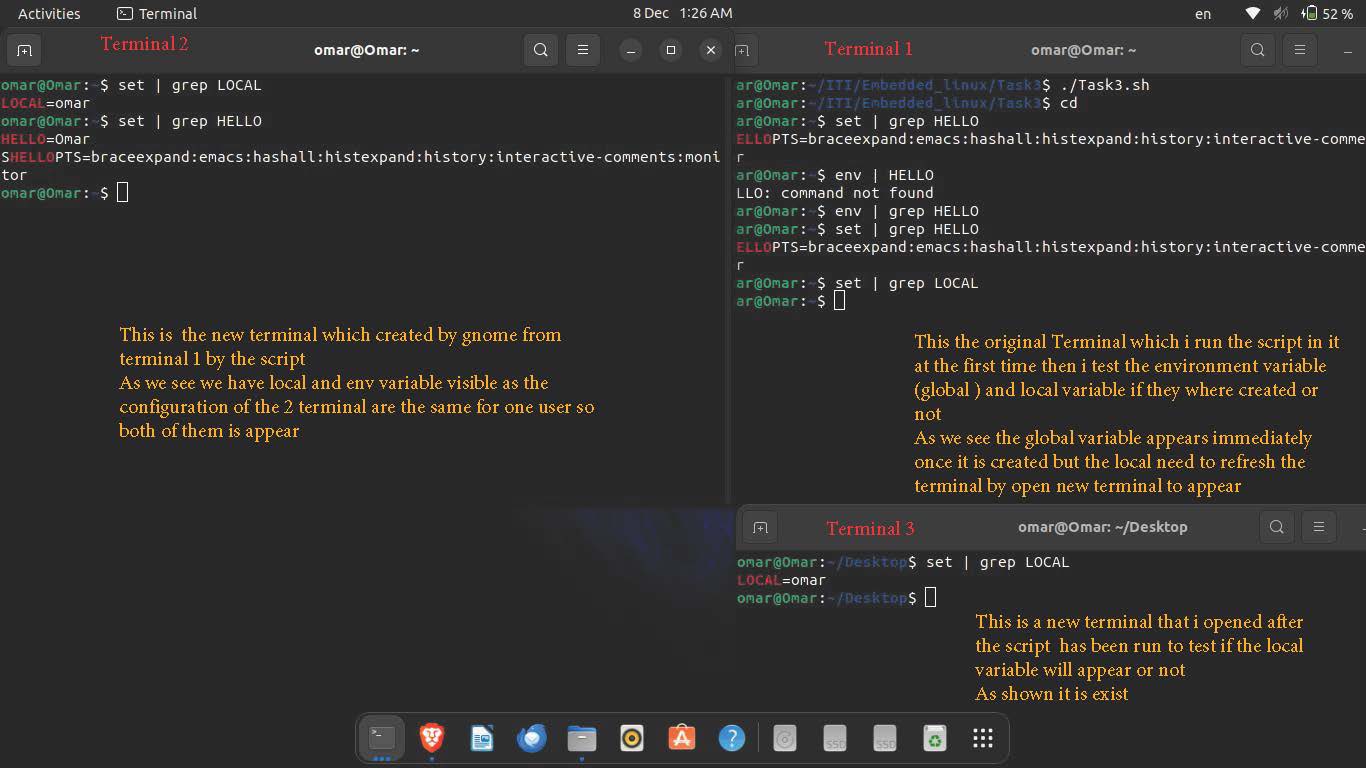 Activities Terminal 8 Dec 1:26 AM en 52 %
Terminal 2 omar@Omar: ~
omar@Omar:~$ set | grep LOCAL
LOCAL=omar
omar@Omar:~$ set | grep HELLO
HELLO=Omar
SHELLOPTS=braceexpand:emacs:hashall:histexpand:history:interactive-comments:moni
tor
omar@Omar:~$
This is the new terminal which created by gnome from
terminal 1 by the script
As we see we have local and env variable visible as the
configuration of the 2 terminal are the same for one user so
both of them is appear
Terminal 1 omar@Omar: ~
ar@Omar:~/ITI/Embedded_linux/Task3$ ./Task3.sh
ar@Omar:~/ITI/Embedded_linux/Task3$ cd
ar@Omar:~$ set | grep HELLO
ELLOPTS=braceexpand:emacs:hashall:histexpand:history:interactive-comme
r
ar@Omar:~$ env | HELLO
LLO: command not found
ar@Omar:~$ env | grep HELLO
ar@Omar:~$ set | grep HELLO
ELLOPTS=braceexpand:emacs:hashall:histexpand:history:interactive-comme
r
ar@Omar:~$ set | grep LOCAL
ar@Omar:~$
This the original Terminal which i run the script in it
at the first time then i test the environment variable
(global ) and local variable if they where created or
not
As we see the global variable appears immediately
once it is created but the local need to refresh the
terminal by open new terminal to appear
Terminal 3 omar@Omar: ~/Desktop
omar@Omar:~/Desktop$ set | grep LOCAL
LOCAL=omar
omar@Omar:~/Desktop$
This is a new terminal that i opened after
the script has been run to test if the local
variable will appear or not
As shown it is exist
SSD SSD